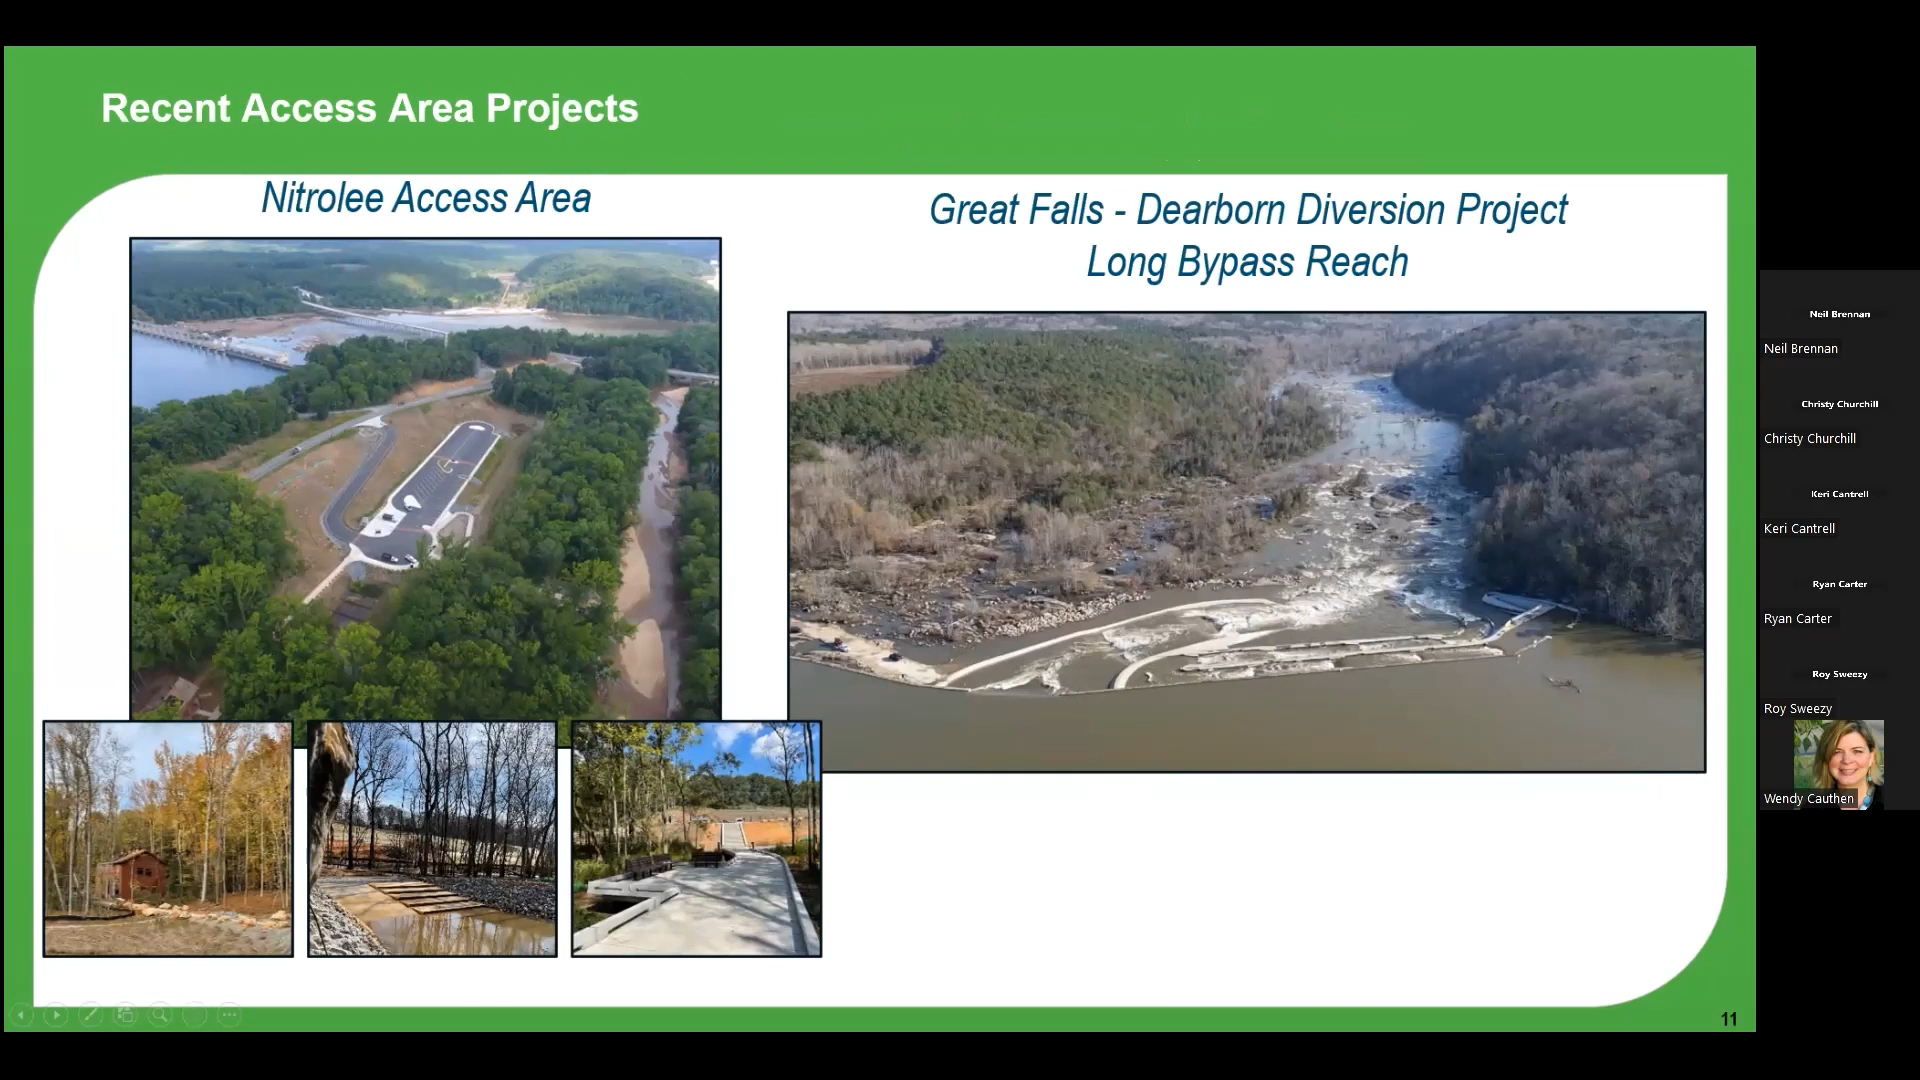 Recent Access Area Projects
Nitrolee Access Area
Great Falls - Dearborn Diversion Project
Long Bypass Reach
11
Neil Brennan
Neil Brennan
Christy Churchill
Christy Churchill
Keri Cantrell
Keri Cantrell
Ryan Carter
Ryan Carter
Roy Sweezy
Roy Sweezy
Wendy Cauthen